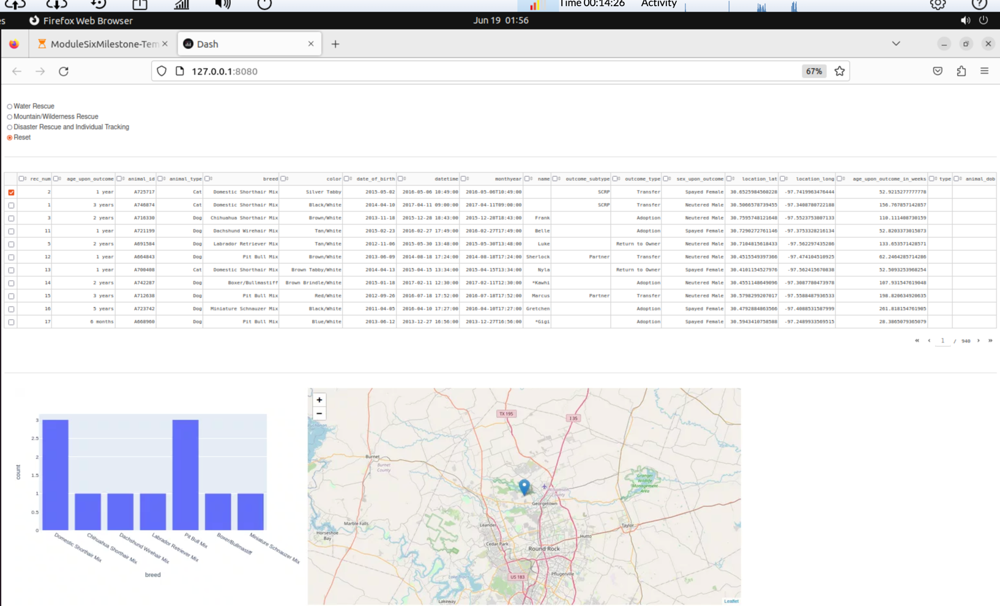 Time 00:14:26 Activity
es Firefox Web Browser Jun 19 01:56
ModuleSixMilestone-Tem Dash
127.0.0.1:8080 67%
Water Rescue
Mountain/Wilderness Rescue
Disaster Rescue and Individual Tracking
Reset
rec_num age_upon_outcome animal_id animal_type breed color date_of_birth datetime monthyear name outcome_subtype outcome_type sex_upon_outcome location_lat location_long age_upon_outcome_in_weeks type animal_dob
2 1 year A725717 Cat Domestic Shorthair Mix Silver Tabby 2015-05-02 2016-05-06 10:49:00 2016-05-06T10:49:00 SCRP Transfer Spayed Female 30.6525984560228 -97.7419963476444 52.9215277777778
1 3 years A746874 Cat Domestic Shorthair Mix Black/White 2014-04-10 2017-04-11 09:00:00 2017-04-11T09:00:00 SCRP Transfer Neutered Male 30.5066578739455 -97.3408780722188 156.767857142857
3 2 years A716330 Dog Chihuahua Shorthair Mix Brown/White 2013-11-18 2015-12-28 18:43:00 2015-12-28T18:43:00 Frank Adoption Neutered Male 30.7595748121648 -97.5523753807133 110.111408730159
11 1 year A721199 Dog Dachshund Wirehair Mix Tan/White 2015-02-23 2016-02-27 17:49:00 2016-02-27T17:49:00 Belle Adoption Spayed Female 30.7290272761146 -97.3753328216134 52.8203373015873
5 2 years A691584 Dog Labrador Retriever Mix Tan/White 2012-11-06 2015-05-30 13:48:00 2015-05-30T13:48:00 Luke Return to Owner Neutered Male 30.7104815618433 -97.562297435286 133.653571428571
12 1 year A664843 Dog Pit Bull Mix Brown/White 2013-06-09 2014-08-18 17:24:00 2014-08-18T17:24:00 Sherlock Partner Transfer Neutered Male 30.4515549397366 -97.474104510925 62.2464285714286
13 1 year A700408 Cat Domestic Shorthair Mix Brown Tabby/White 2014-04-13 2015-04-15 13:34:00 2015-04-15T13:34:00 Nyla Return to Owner Spayed Female 30.4101154527976 -97.562415670838 52.5093253968254
14 2 years A742287 Dog Boxer/Bullmastiff Brown Brindle/White 2015-01-18 2017-02-11 12:30:00 2017-02-11T12:30:00 *Kawhi Adoption Neutered Male 30.4551148649096 -97.3087780473978 107.931547619048
15 3 years A712638 Dog Pit Bull Mix Red/White 2012-09-26 2016-07-18 17:52:00 2016-07-18T17:52:00 Marcus Partner Transfer Neutered Male 30.5798299207017 -97.5588487936533 198.820634920635
16 5 years A723742 Dog Miniature Schnauzer Mix Black/White 2011-04-05 2016-04-10 17:27:00 2016-04-10T17:27:00 Gretchen Adoption Spayed Female 30.4792884863566 -97.4088531587999 261.818154761905
17 6 months A668960 Dog Pit Bull Mix Blue/White 2013-06-12 2013-12-27 16:56:00 2013-12-27T16:56:00 *Gigi Adoption Spayed Female 30.5943410758588 -97.2489933569515 28.3865079365079
« ‹ 1 / 940 › »
3
2.5
2
1.5
1
0.5
0
count
Domestic Shorthair Mix
Chihuahua Shorthair Mix
Dachshund Wirehair Mix
Labrador Retriever Mix
Pit Bull Mix
Boxer/Bullmastiff
Miniature Schnauzer Mix
breed
+
−
TX 195
I 35
Burnet
Burnet
County
Granger
Wildlife
Management
Area
Williamson
County
Georgetown
Marble Falls
Leander
Taylor
Horseshoe
Bay
Hutto
Cedar Park
Round Rock
US 183
Pflugerville
Lake Travis
Lakeway
Leaflet